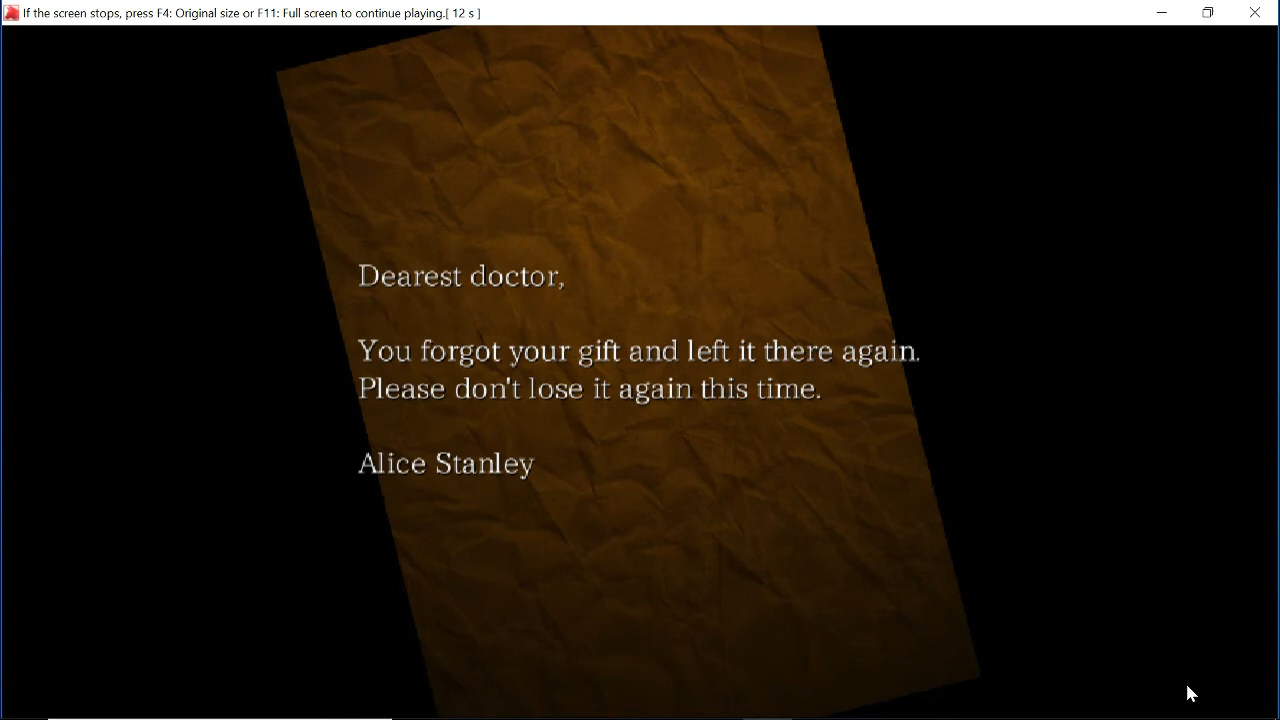 If the screen stops, press F4: Original size or F11: Full screen to continue playing.[ 12 s ]
Dearest doctor,
You forgot your gift and left it there again.
Please don't lose it again this time.
Alice Stanley